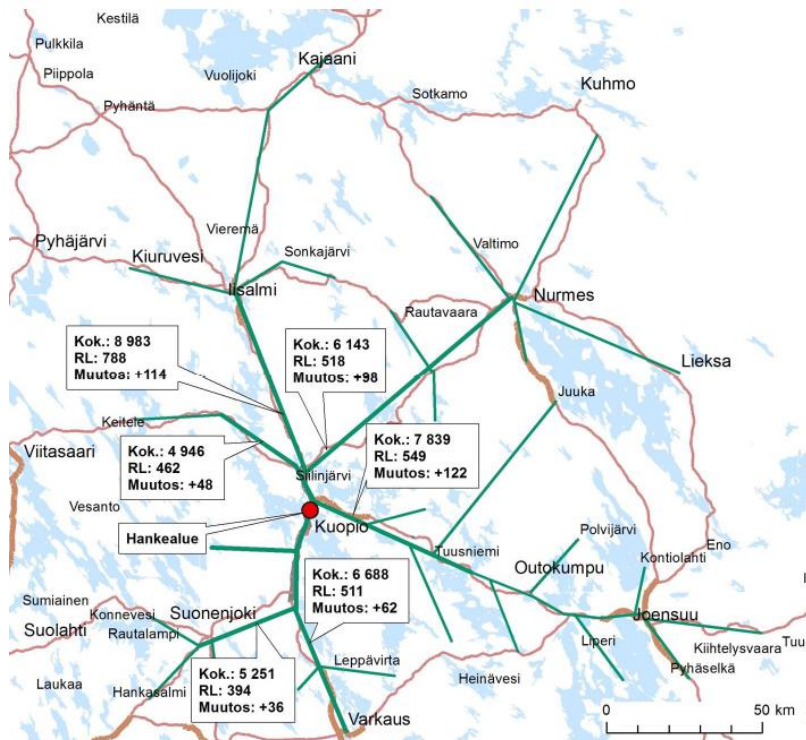 Kestilä
Pulkkila
Piippola
Vuolijoki
Kajaani
Sotkamo
Kuhmo
Pyhäntä
Pyhäjärvi
Kiuruvesi
Vieremä
Sonkajärvi
Iisalmi
Valtimo
Rautavaara
Nurmes
Lieksa
Juuka
Kok.: 8 983
RL: 788
Muutos: +114
Kok.: 6 143
RL: 518
Muutos: +98
Keitele
Viitasaari
Kok.: 4 946
RL: 462
Muutos: +48
Siilinjärvi
Kok.: 7 839
RL: 549
Muutos: +122
Vesanto
Hankealue
Kuopio
Tuusniemi
Polvijärvi
Outokumpu
Kontiolahti
Eno
Sumiainen
Konnevesi
Suonenjoki
Suolahti
Rautalampi
Kok.: 6 688
RL: 511
Muutos: +62
Joensuu
Liperi
Kiihtelysvaara
Tuu
Pyhäselkä
Laukaa
Hankasalmi
Kok.: 5 251
RL: 394
Muutos: +36
Leppävirta
Heinävesi
Varkaus
0 50 km